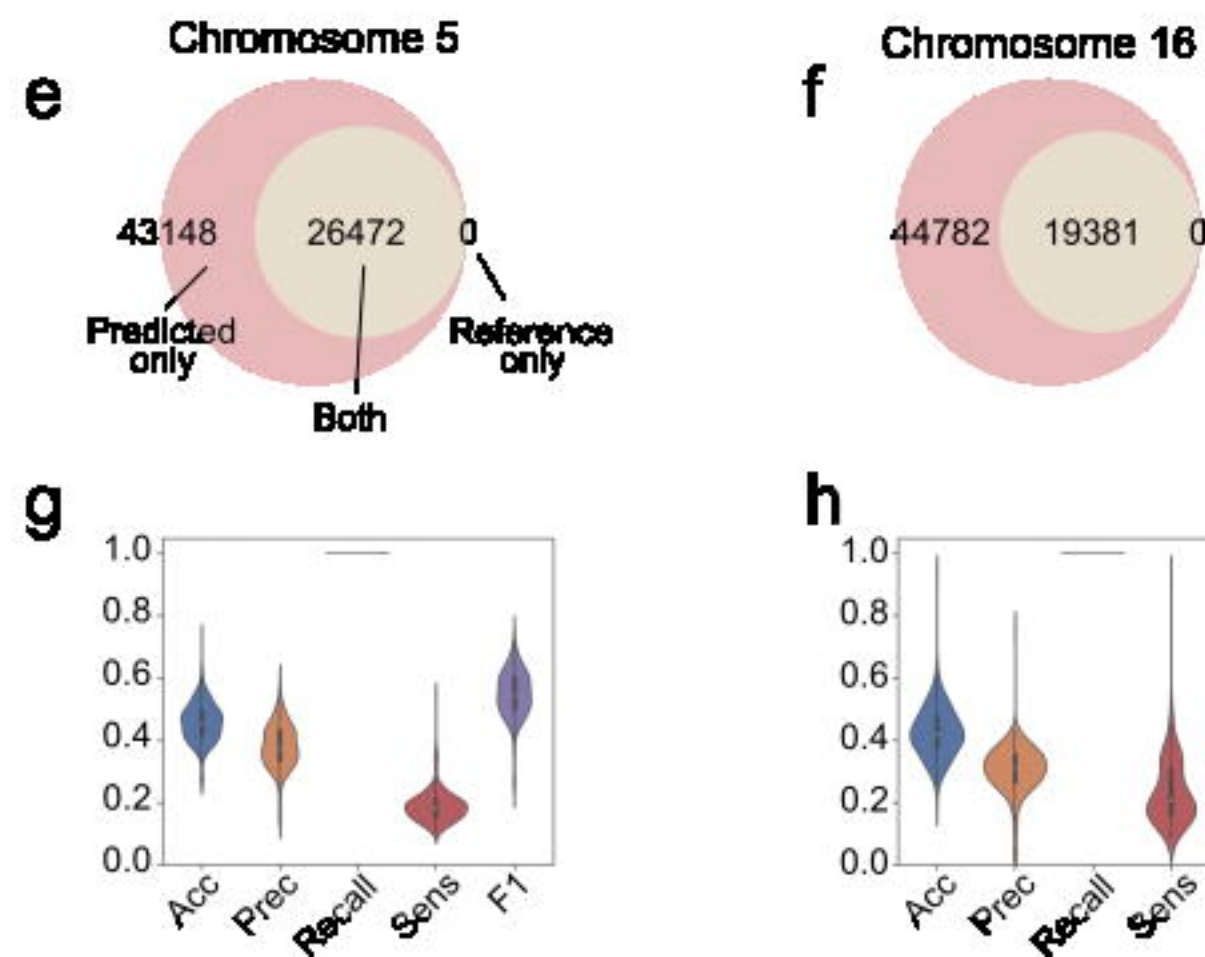 Chromosome 5
Chromosome 16
e
f
43148
26472
0
44782
19381
0
Predicted
only
Reference
only
Both
g
h
1.0
0.8
0.6
0.4
0.2
0.0
Acc
Prec
Recall
Sens
F1
1.0
0.8
0.6
0.4
0.2
0.0
Acc
Prec
Recall
Sens